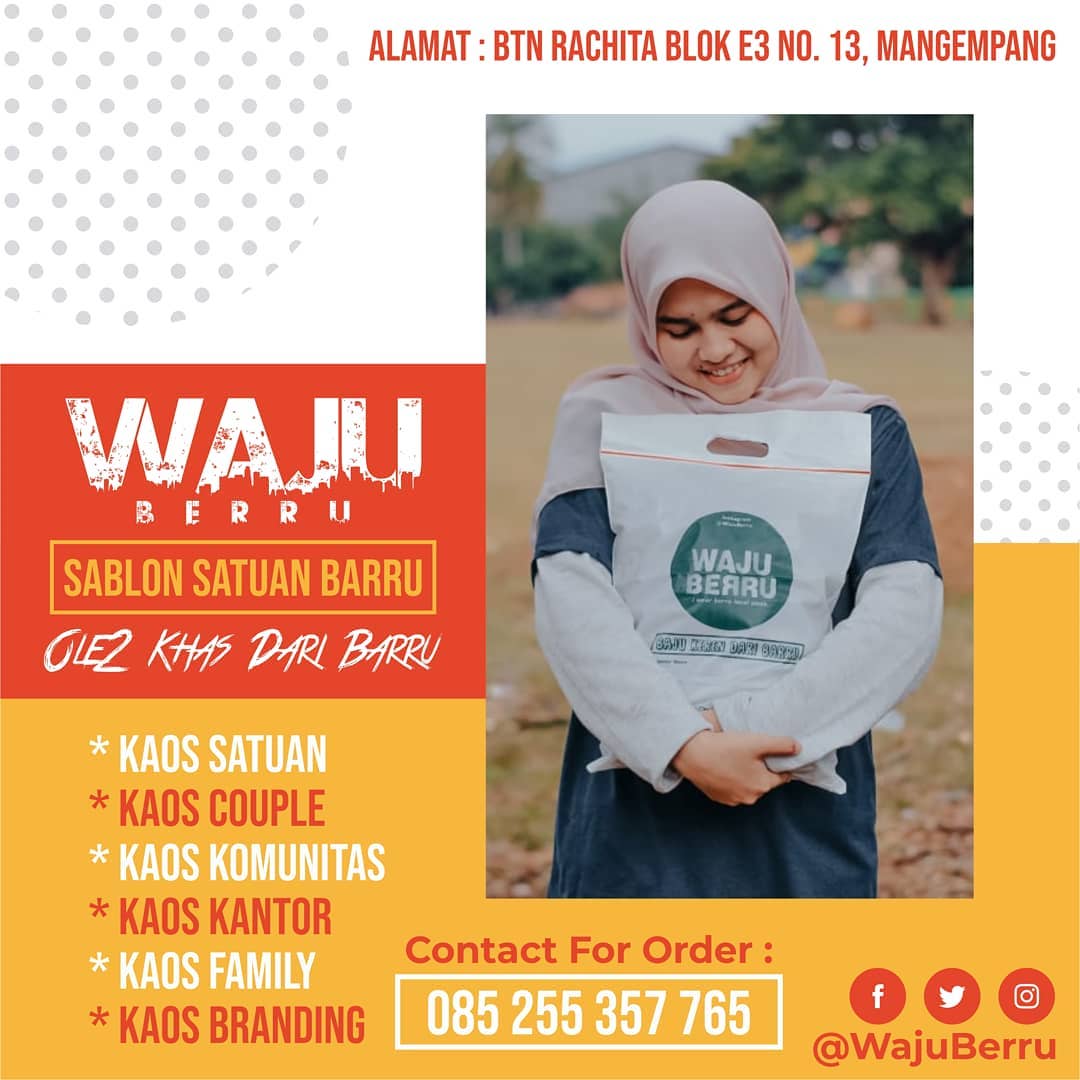 ALAMAT : BTN RACHITA BLOK E3 NO. 13, MANGEMPANG
WAJU
BERRU
SABLON SATUAN BARRU
OLE2 KHAS DARI BARRU
Instagram
@WajuBerru
WAJU
BERRU
BAJU KEREN DARI BARRU
* KAOS SATUAN
* KAOS COUPLE
* KAOS KOMUNITAS
* KAOS KANTOR
* KAOS FAMILY
* KAOS BRANDING
Contact For Order :
085 255 357 765
@WajuBerru